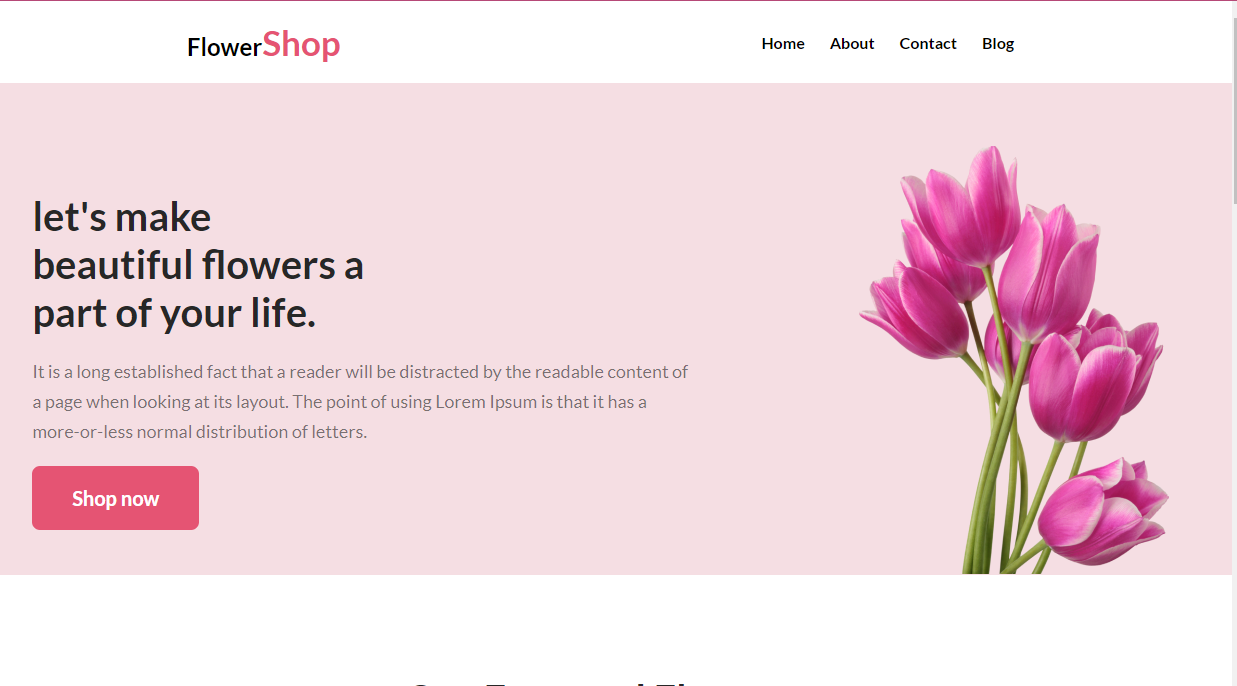 FlowerShop
Home About Contact Blog
let's make
beautiful flowers a
part of your life.
It is a long established fact that a reader will be distracted by the readable content of
a page when looking at its layout. The point of using Lorem Ipsum is that it has a
more-or-less normal distribution of letters.
Shop now